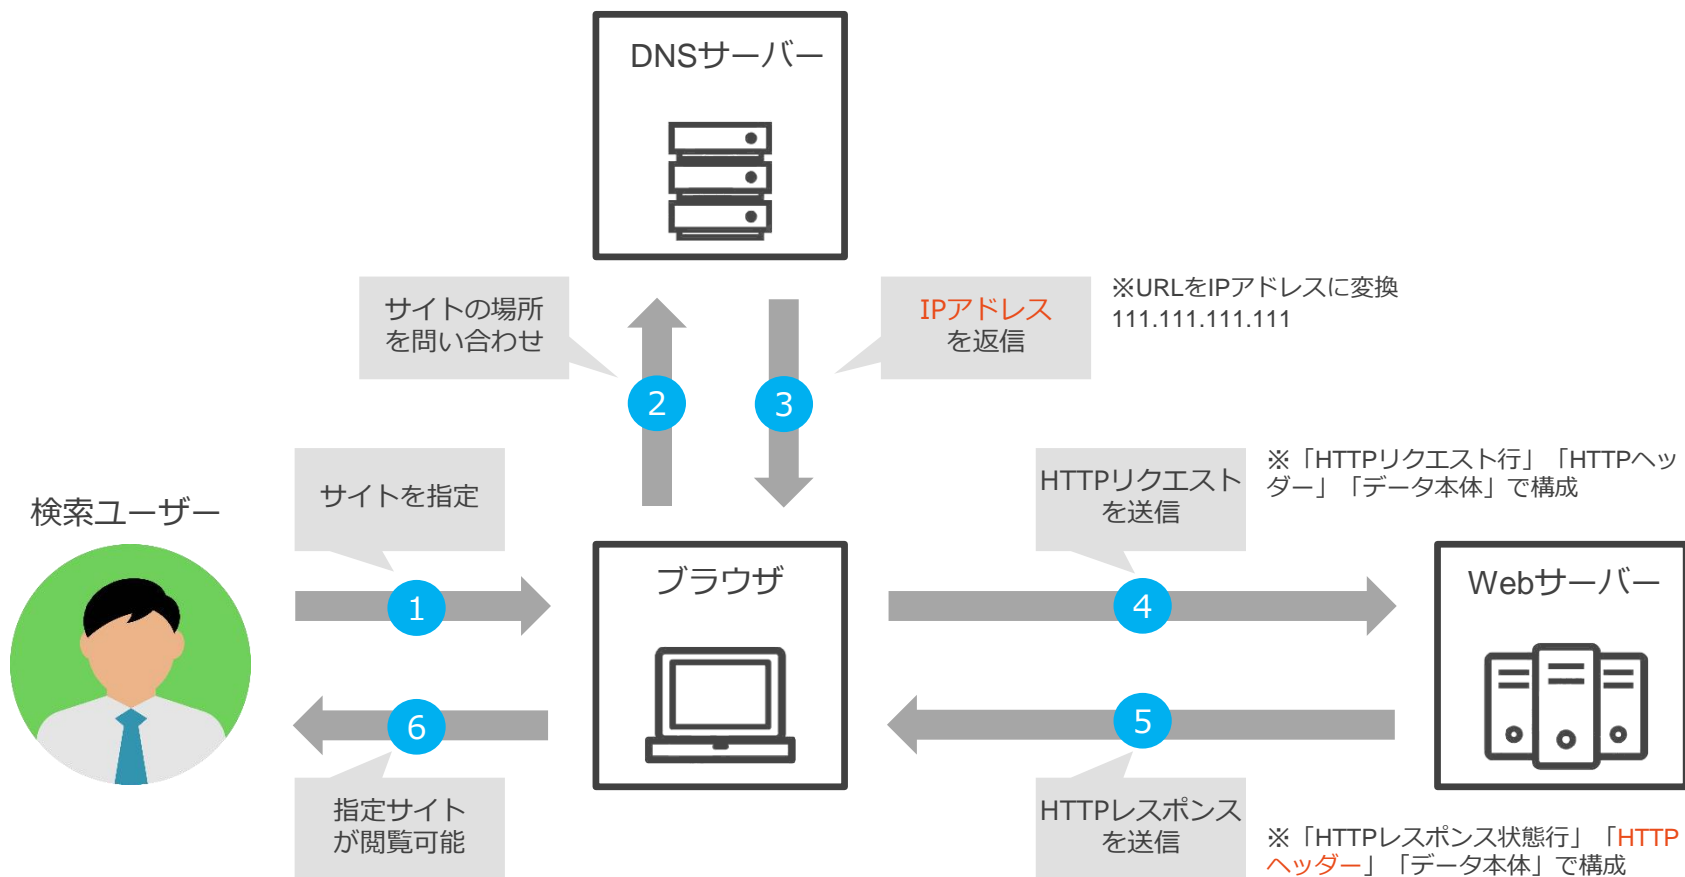 DNSサーバー
サイトの場所
を問い合わせ
IPアドレス
を返信
※URLをIPアドレスに変換
111.111.111.111
2
3
検索ユーザー
サイトを指定
HTTPリクエスト
を送信
※「HTTPリクエスト行」「HTTPヘッ
ダー」「データ本体」で構成
ブラウザ
Webサーバー
1
4
6
5
指定サイト
が閲覧可能
HTTPレスポンス
を送信
※「HTTPレスポンス状態行」「HTTP
ヘッダー」「データ本体」で構成